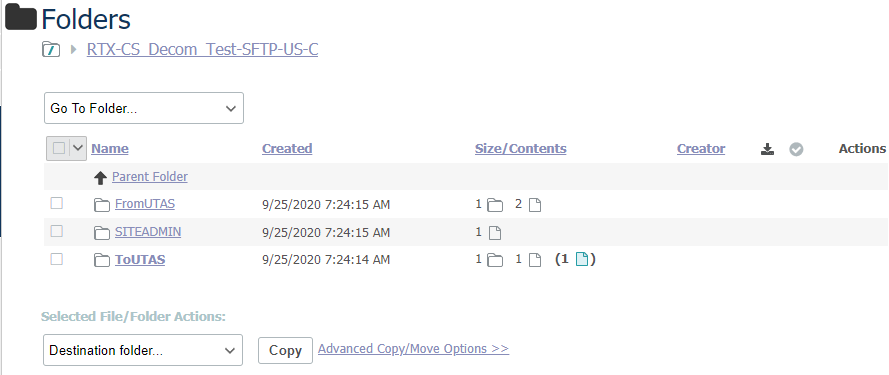 Folders
/ RTX-CS_Decom_Test-SFTP-US-C
Go To Folder...
Name Created Size/Contents Creator Actions
Parent Folder
FromUTAS 9/25/2020 7:24:15 AM 1 2
SITEADMIN 9/25/2020 7:24:15 AM 1
ToUTAS 9/25/2020 7:24:14 AM 1 1 (1 )
Selected File/Folder Actions:
Destination folder... Copy Advanced Copy/Move Options >>